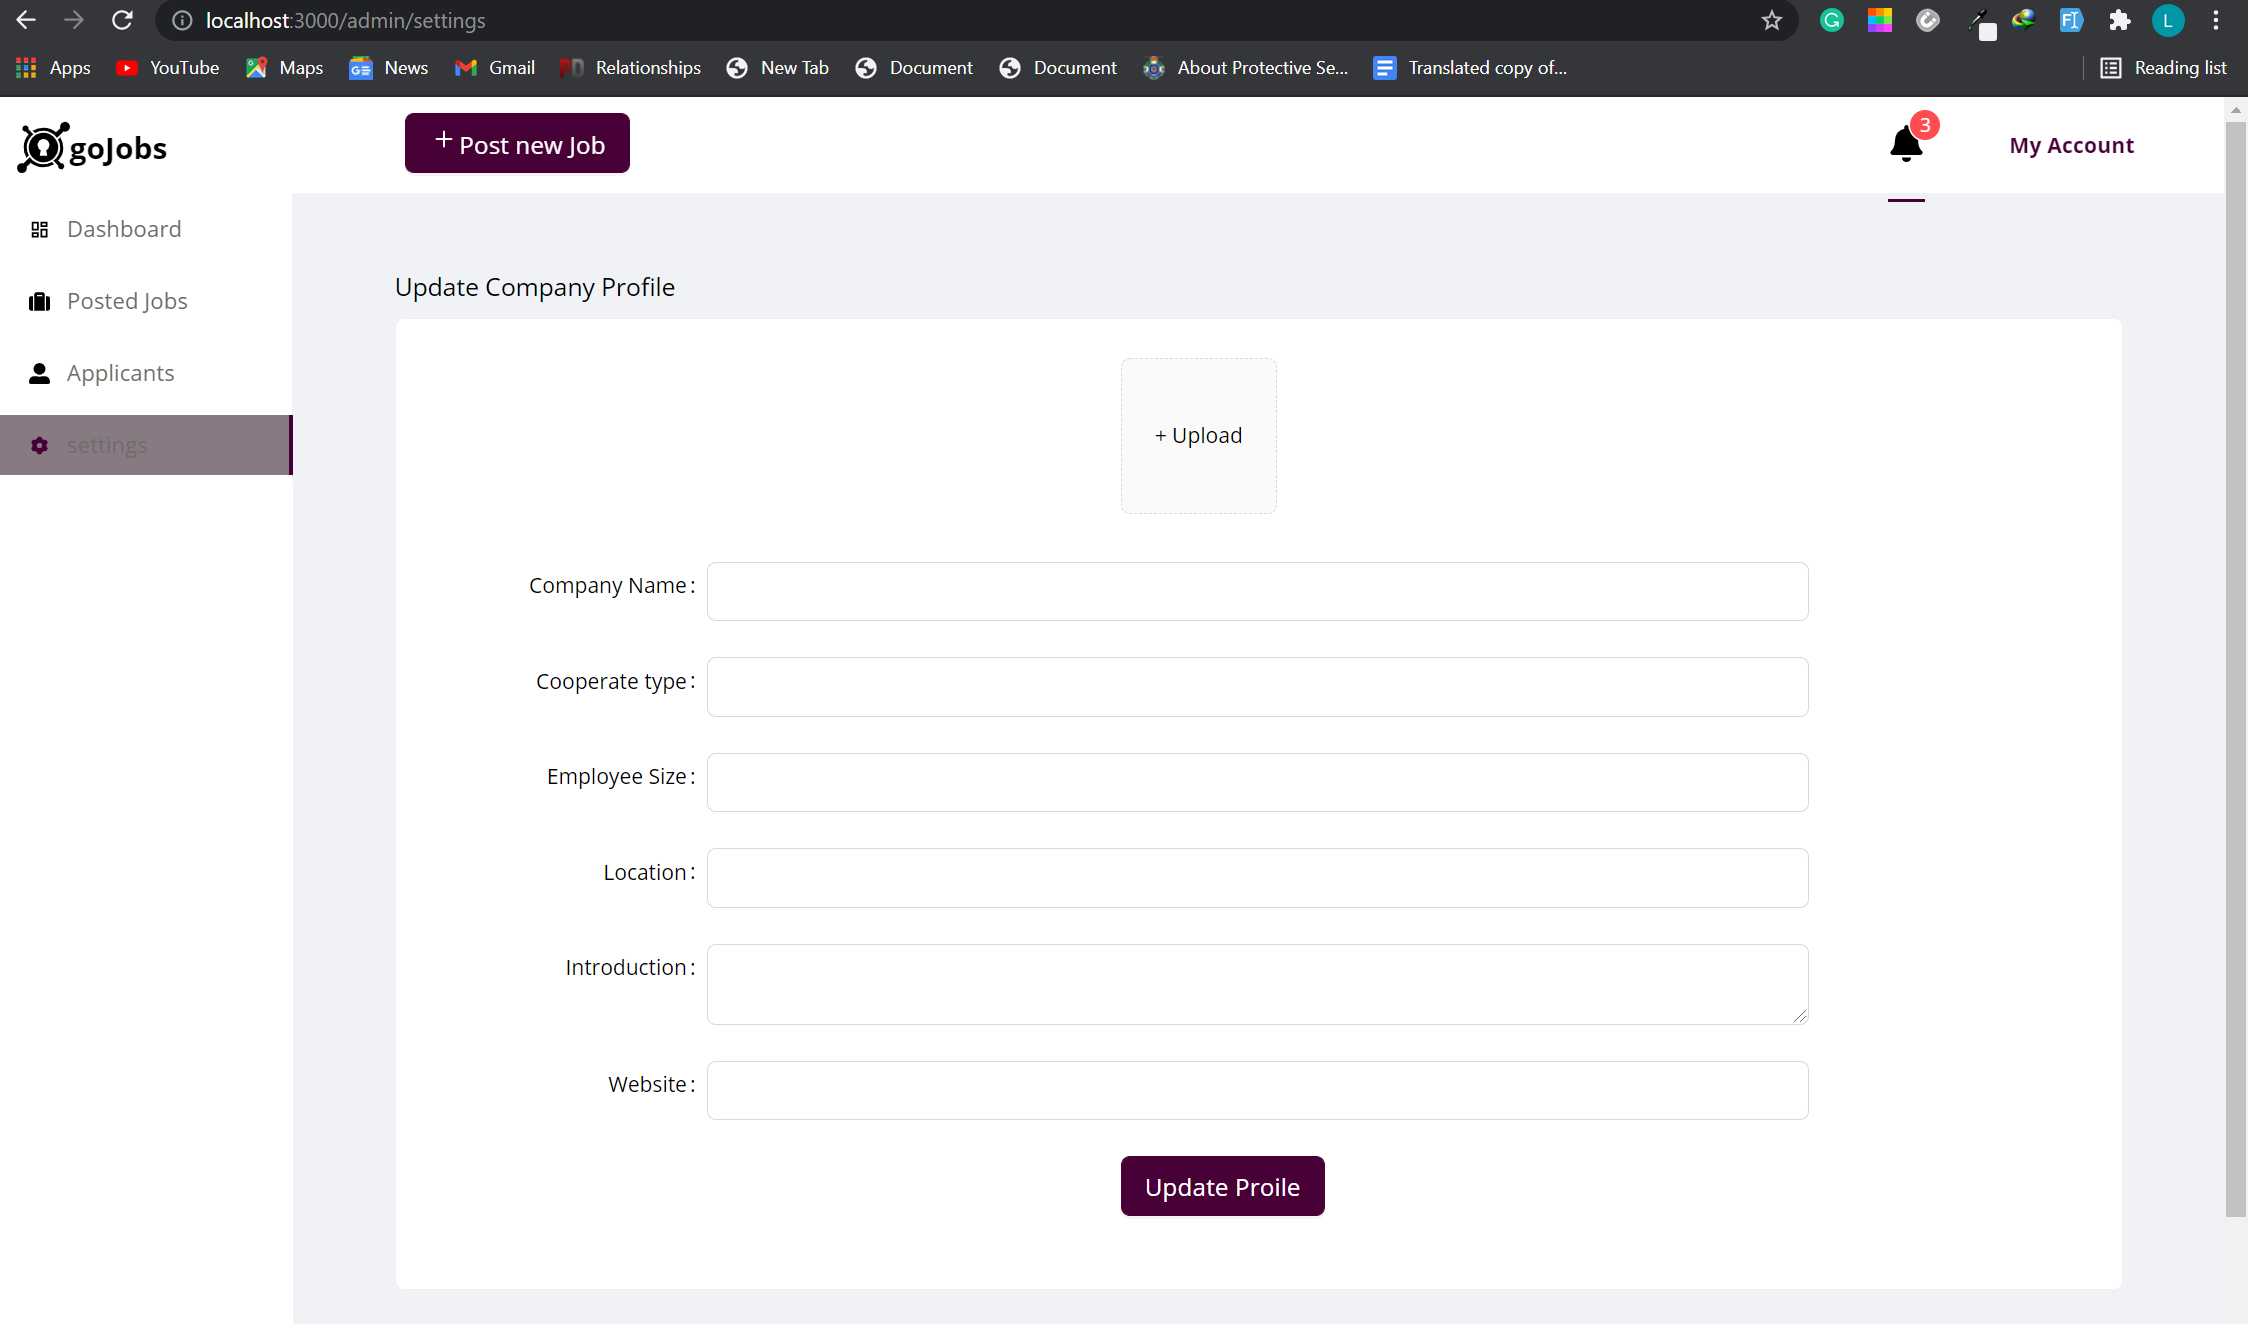 localhost:3000/admin/settings
L
Apps YouTube Maps GE News Gmail RD Relationships New Tab Document Document About Protective Se... Translated copy of... Reading list
goJobs + Post new Job 3 My Account
Dashboard
Posted Jobs
Applicants
settings
Update Company Profile
+ Upload
Company Name:
Cooperate type:
Employee Size:
Location:
Introduction:
Website:
Update Proile